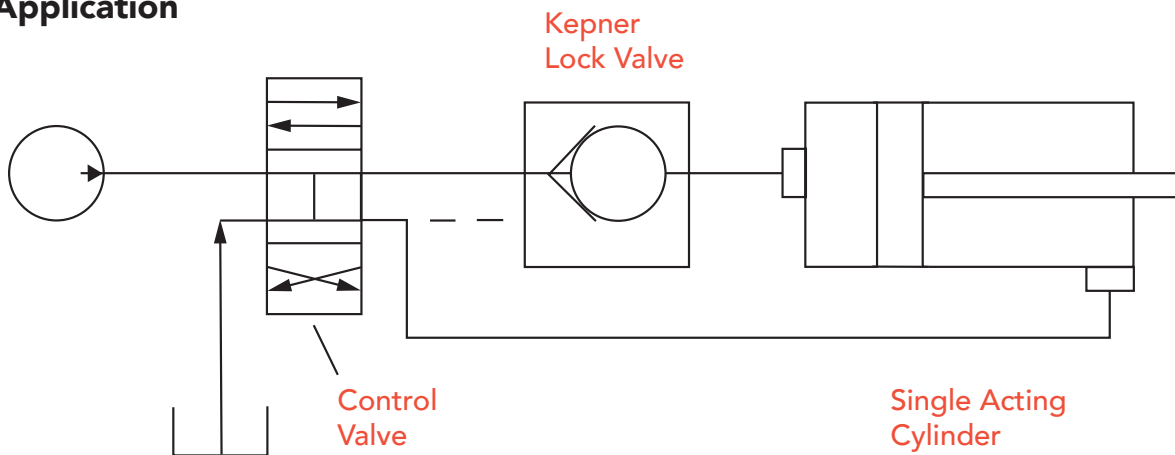 Application
Kepner
Lock Valve
Control
Valve
Single Acting
Cylinder